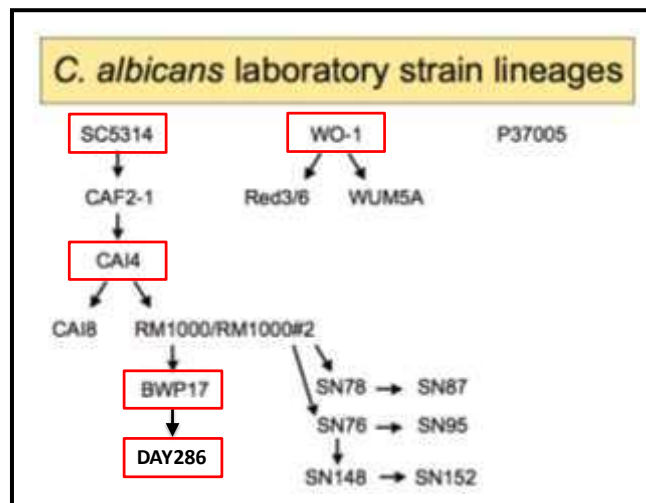 C. albicans laboratory strain lineages
SC5314 WO-1 P37005
CAF2-1 Red3/6 WUM5A
CAI4
CAI8 RM1000/RM1000#2
BWP17 SN78 SN87
DAY286 SN76 SN95
SN148 SN152